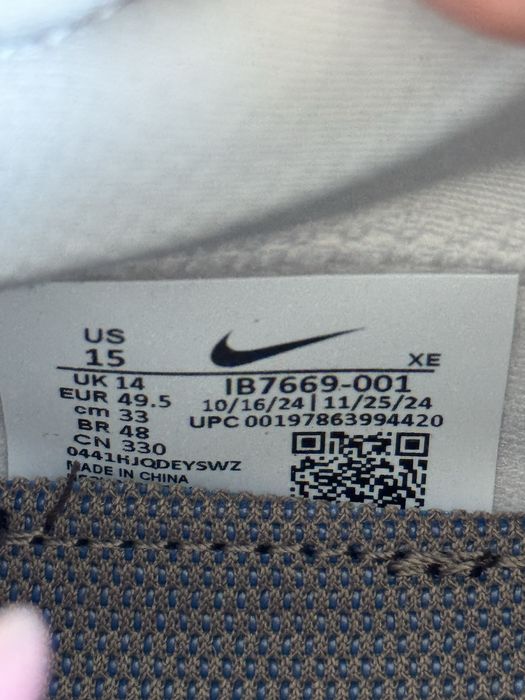 US
15
XE
UK 14
EUR 49.5
cm 33
BR 48
CN 330
0441HJQDEYSWZ
MADE IN CHINA
IB7669-001
10/16/24 | 11/25/24
UPC 00197863994420